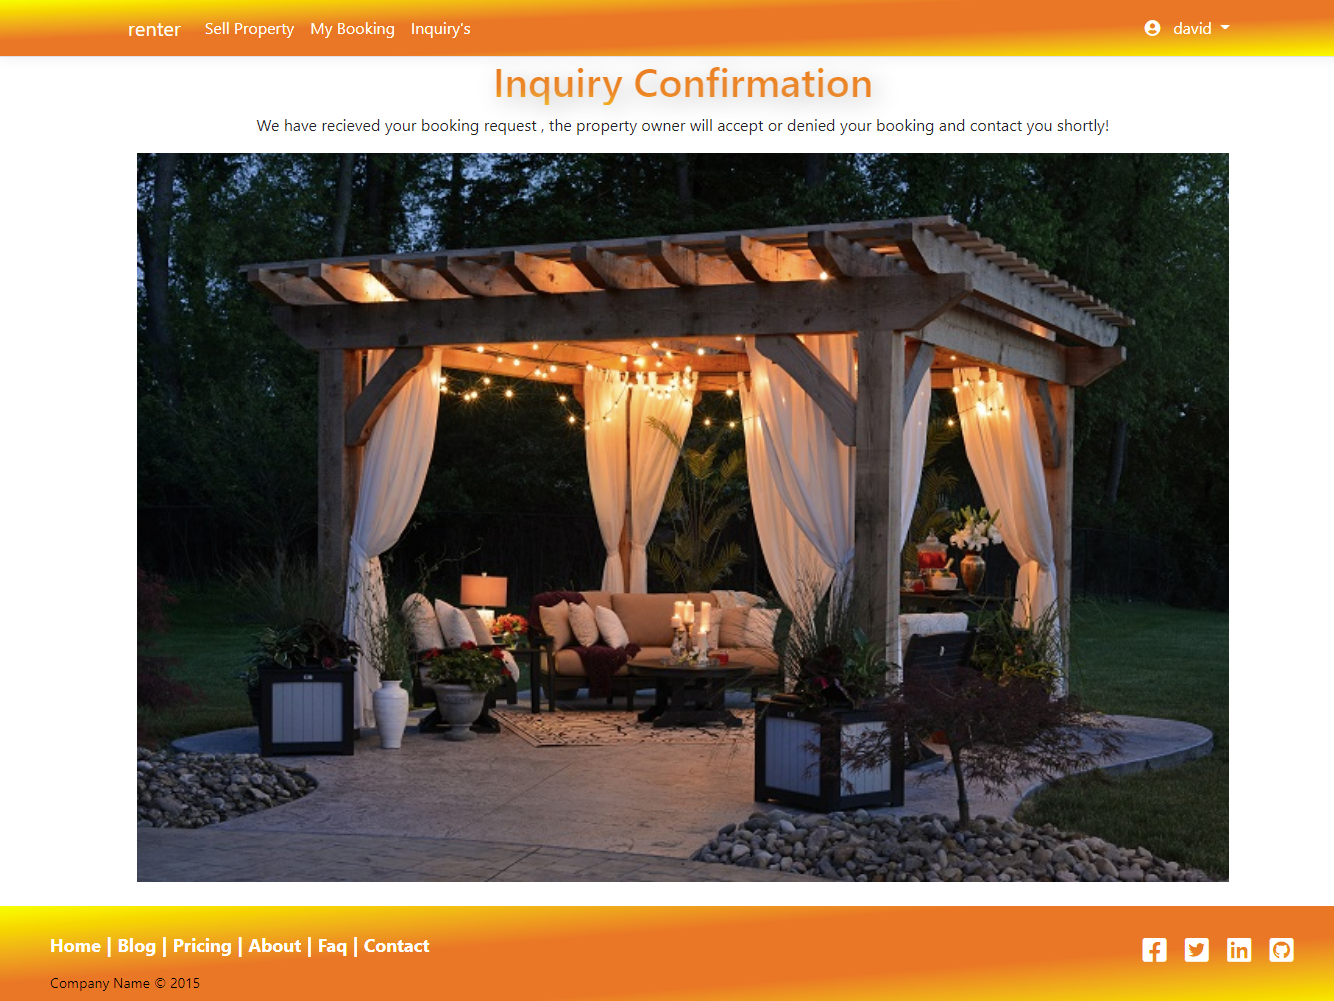 renter Sell Property My Booking Inquiry's david
Inquiry Confirmation
We have recieved your booking request , the property owner will accept or denied your booking and contact you shortly!
Home | Blog | Pricing | About | Faq | Contact
Company Name © 2015